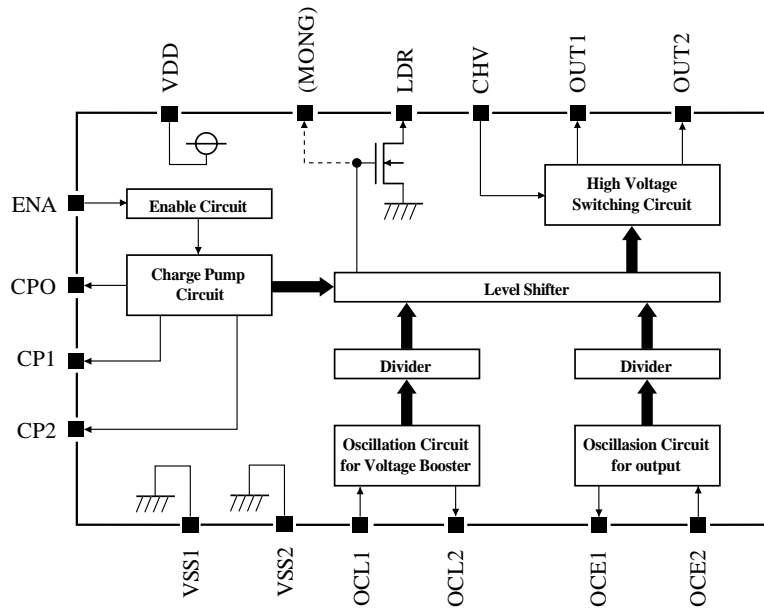 VDD
(MONG)
LDR
CHV
OUT1
OUT2
ENA
Enable Circuit
High Voltage
Switching Circuit
CPO
Charge Pump
Circuit
Level Shifter
CP1
Divider
Divider
CP2
Oscillation Circuit
for Voltage Booster
Oscillasion Circuit
for output
VSS1
VSS2
OCL1
OCL2
OCE1
OCE2